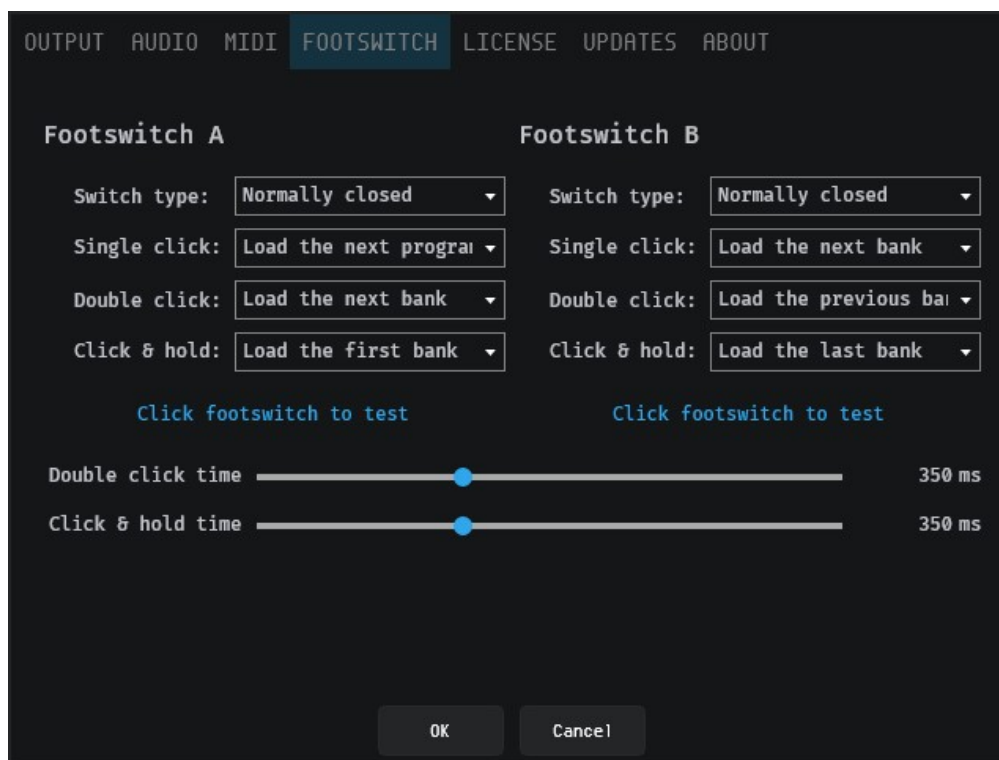 OUTPUT AUDIO MIDI FOOTSWITCH LICENSE UPDATES ABOUT
Footswitch A
Switch type: Normally closed
Single click: Load the next
Double click: Load the next bank
Click & hold: Load the first bank
Click footswitch to test
Footswitch B
Switch type: Normally closed
Single click: Load the next bank
Double click: Load the previous
Click & hold: Load the last bank
Click footswitch to test
Double click time 350 ms
Click & hold time 350 ms
OK Cancel